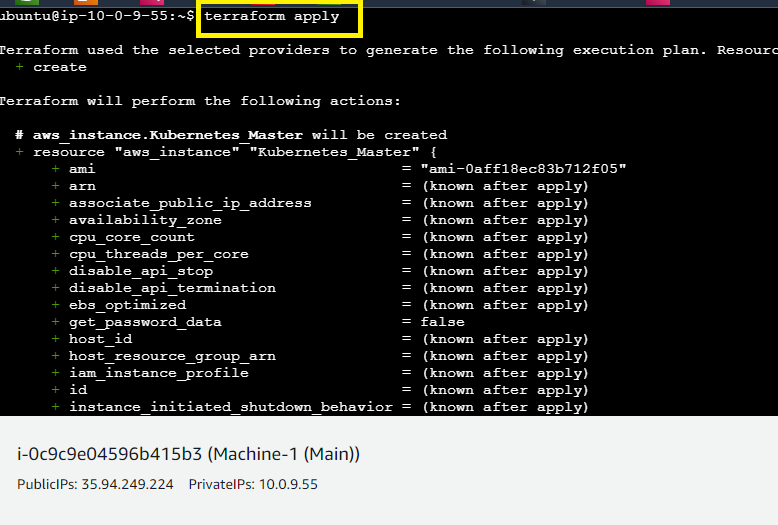 ubuntu@ip-10-0-9-55:~$ terraform apply
Terraform used the selected providers to generate the following execution plan. Resourc
+ create
Terraform will perform the following actions:
# aws_instance.Kubernetes_Master will be created
+ resource "aws_instance" "Kubernetes_Master" {
+ ami = "ami-0aff18ec83b712f05"
+ arn = (known after apply)
+ associate_public_ip_address = (known after apply)
+ availability_zone = (known after apply)
+ cpu_core_count = (known after apply)
+ cpu_threads_per_core = (known after apply)
+ disable_api_stop = (known after apply)
+ disable_api_termination = (known after apply)
+ ebs_optimized = (known after apply)
+ get_password_data = false
+ host_id = (known after apply)
+ host_resource_group_arn = (known after apply)
+ iam_instance_profile = (known after apply)
+ id = (known after apply)
+ instance_initiated_shutdown_behavior = (known after apply)
i-0c9c9e04596b415b3 (Machine-1 (Main))
PublicIPs: 35.94.249.224 PrivateIPs: 10.0.9.55